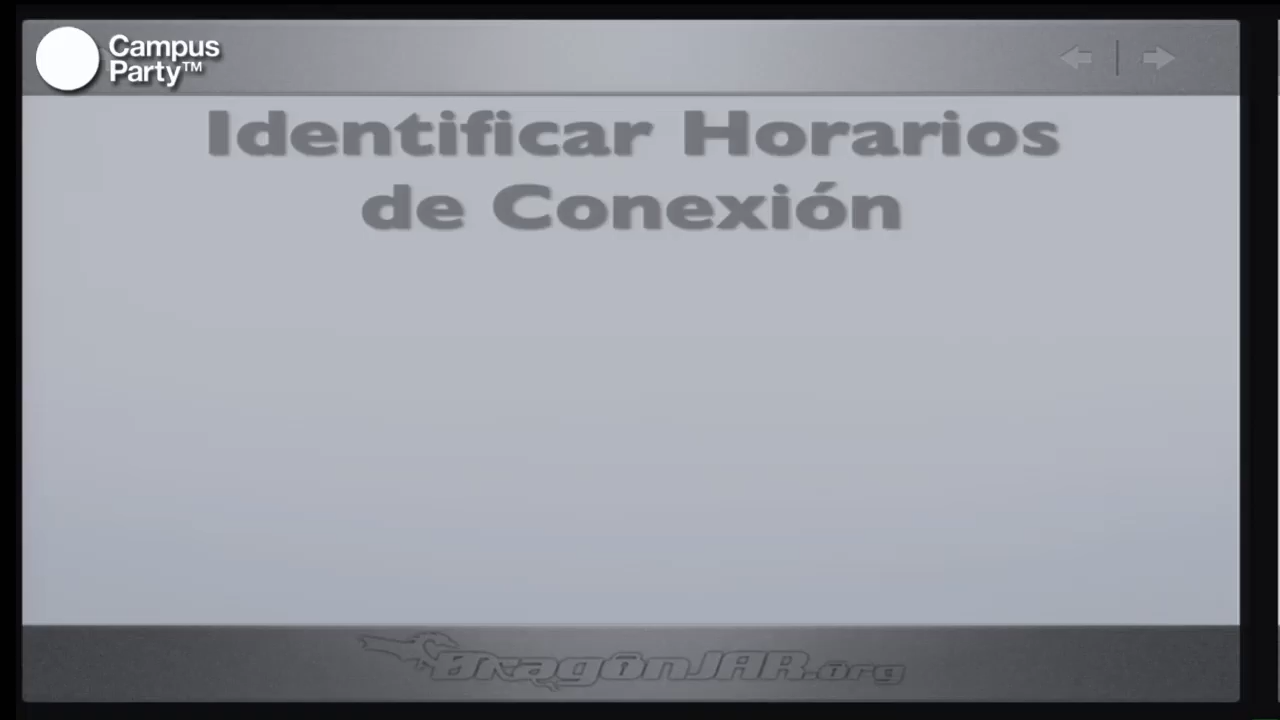 Campus
Party™
Identificar Horarios
de Conexión
DragonJAR.org